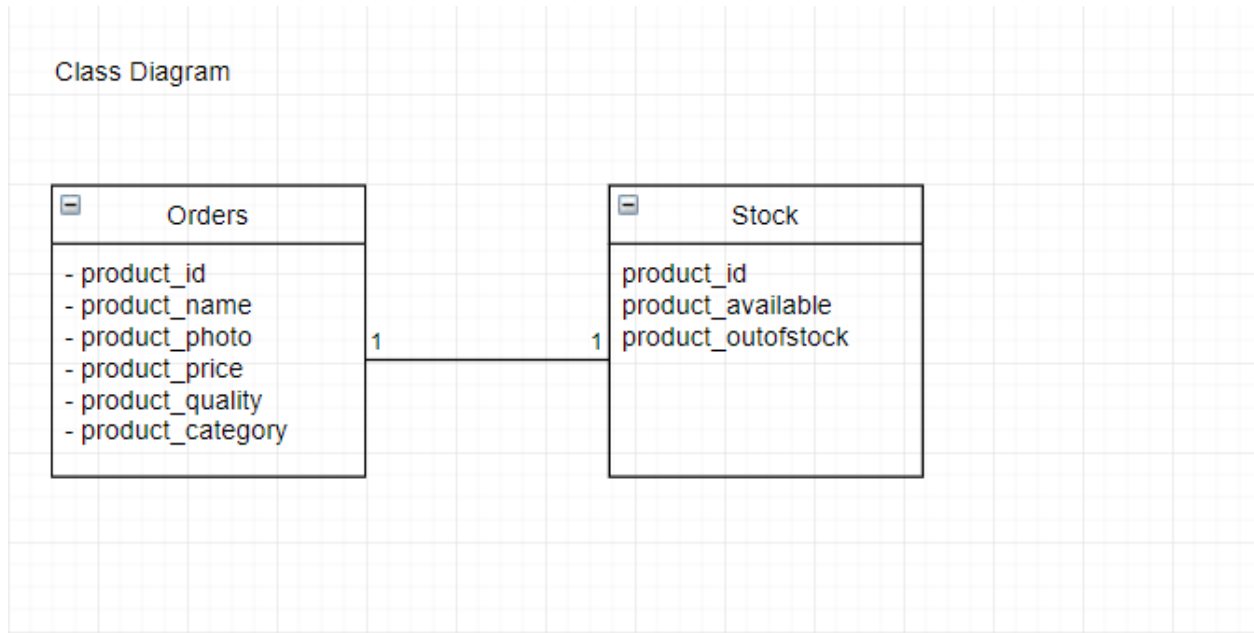 Class Diagram
Orders
- product_id
- product_name
- product_photo
- product_price
- product_quality
- product_category
1
1
Stock
product_id
product_available
product_outofstock